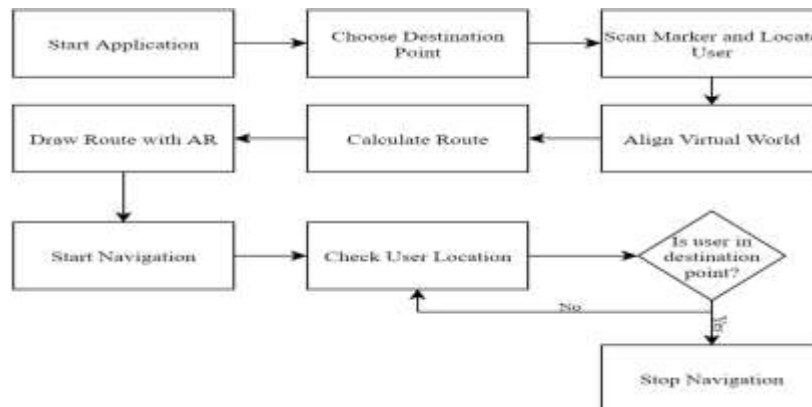 Start Application
Choose Destination
Point
Scan Marker and Locate
User
Draw Route with AR
Calculate Route
Align Virtual World
Start Navigation
Check User Location
Is user in
destination
point?
No
Yes
Stop Navigation